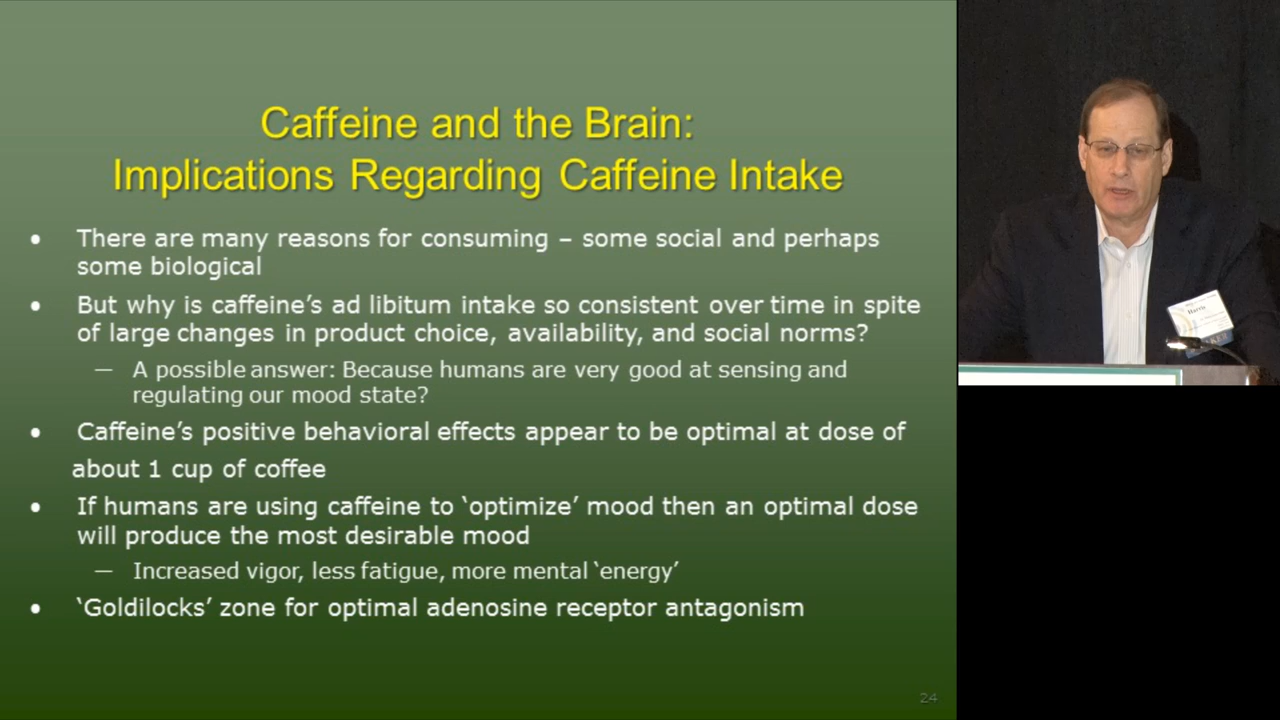 Caffeine and the Brain:
Implications Regarding Caffeine Intake
• There are many reasons for consuming – some social and perhaps
some biological
• But why is caffeine’s ad libitum intake so consistent over time in spite
of large changes in product choice, availability, and social norms?
— A possible answer: Because humans are very good at sensing and
regulating our mood state?
• Caffeine’s positive behavioral effects appear to be optimal at dose of
about 1 cup of coffee
• If humans are using caffeine to ‘optimize’ mood then an optimal dose
will produce the most desirable mood
— Increased vigor, less fatigue, more mental ‘energy’
• ‘Goldilocks’ zone for optimal adenosine receptor antagonism
24
Harris